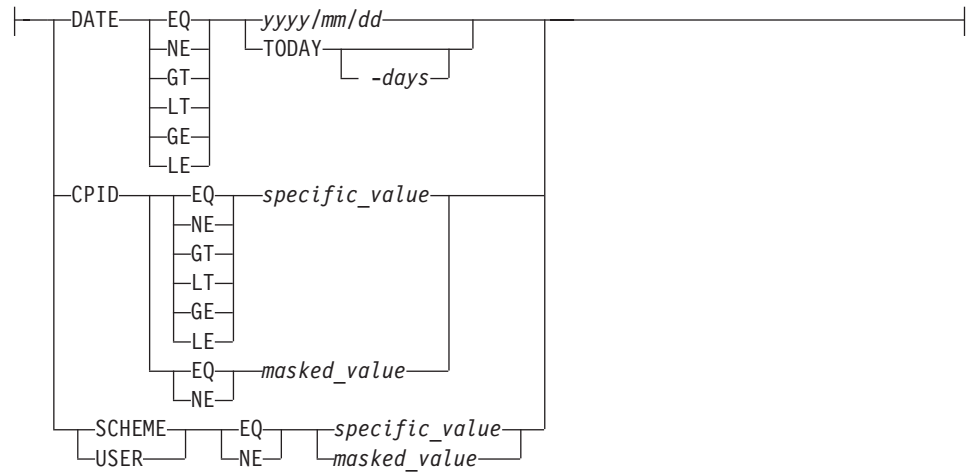 DATE EQ yyyy/mm/dd
NE TODAY
GT -days
LT
GE
LE
CPID EQ specific_value
NE
GT
LT
GE
LE
EQ masked_value
NE
SCHEME EQ specific_value
USER NE masked_value